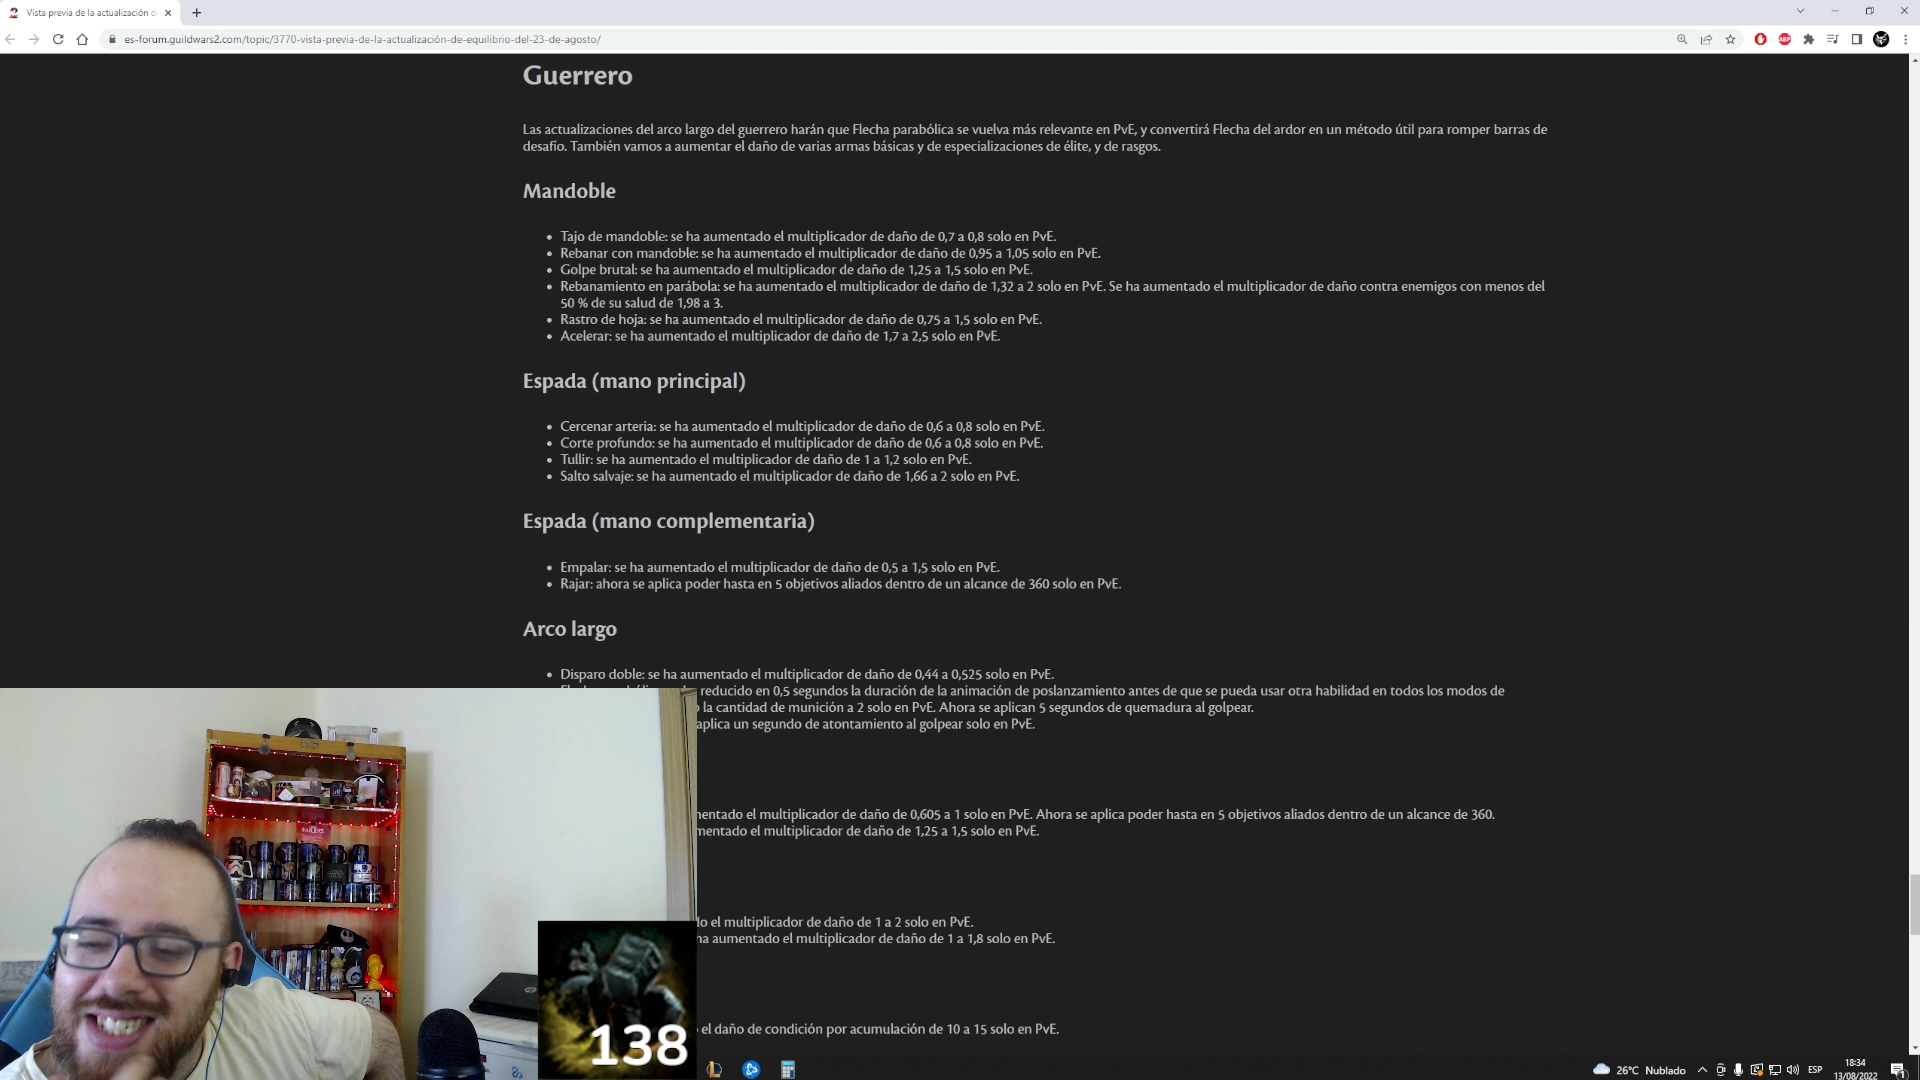 Vista previa de la actualización d
es-forum.guildwars2.com/topic/3770-vista-previa-de-la-actualización-de-equilibrio-del-23-de-agosto/
ABP
Guerrero
Las actualizaciones del arco largo del guerrero harán que Flecha parabólica se vuelva más relevante en PvE, y convertirá Flecha del ardor en un método útil para romper barras de
desafío. También vamos a aumentar el daño de varias armas básicas y de especializaciones de élite, y de rasgos.
Mandoble
• Tajo de mandoble: se ha aumentado el multiplicador de daño de 0,7 a 0,8 solo en PvE.
• Rebanar con mandoble: se ha aumentado el multiplicador de daño de 0,95 a 1,05 solo en PvE.
• Golpe brutal: se ha aumentado el multiplicador de daño de 1,25 a 1,5 solo en PvE.
• Rebanamiento en parábola: se ha aumentado el multiplicador de daño de 1,32 a 2 solo en PvE. Se ha aumentado el multiplicador de daño contra enemigos con menos del
50 % de su salud de 1,98 a 3.
• Rastro de hoja: se ha aumentado el multiplicador de daño de 0,75 a 1,5 solo en PvE.
• Acelerar: se ha aumentado el multiplicador de daño de 1,7 a 2,5 solo en PvE.
Espada (mano principal)
• Cercenar arteria: se ha aumentado el multiplicador de daño de 0,6 a 0,8 solo en PvE.
• Corte profundo: se ha aumentado el multiplicador de daño de 0,6 a 0,8 solo en PvE.
• Tullir: se ha aumentado el multiplicador de daño de 1 a 1,2 solo en PvE.
• Salto salvaje: se ha aumentado el multiplicador de daño de 1,66 a 2 solo en PvE.
Espada (mano complementaria)
• Empalar: se ha aumentado el multiplicador de daño de 0,5 a 1,5 solo en PvE.
• Rajar: ahora se aplica poder hasta en 5 objetivos aliados dentro de un alcance de 360 solo en PvE.
Arco largo
• Disparo doble: se ha aumentado el multiplicador de daño de 0,44 a 0,525 solo en PvE.
reducido en 0,5 segundos la duración de la animación de poslanzamiento antes de que se pueda usar otra habilidad en todos los modos de
la cantidad de munición a 2 solo en PvE. Ahora se aplican 5 segundos de quemadura al golpear.
aplica un segundo de atontamiento al golpear solo en PvE.
mentado el multiplicador de daño de 0,605 a 1 solo en PvE. Ahora se aplica poder hasta en 5 objetivos aliados dentro de un alcance de 360.
mentado el multiplicador de daño de 1,25 a 1,5 solo en PvE.
el multiplicador de daño de 1 a 2 solo en PvE.
ha aumentado el multiplicador de daño de 1 a 1,8 solo en PvE.
el daño de condición por acumulación de 10 a 15 solo en PvE.
138
26°C Nublado
ESP
18:34
13/08/2022